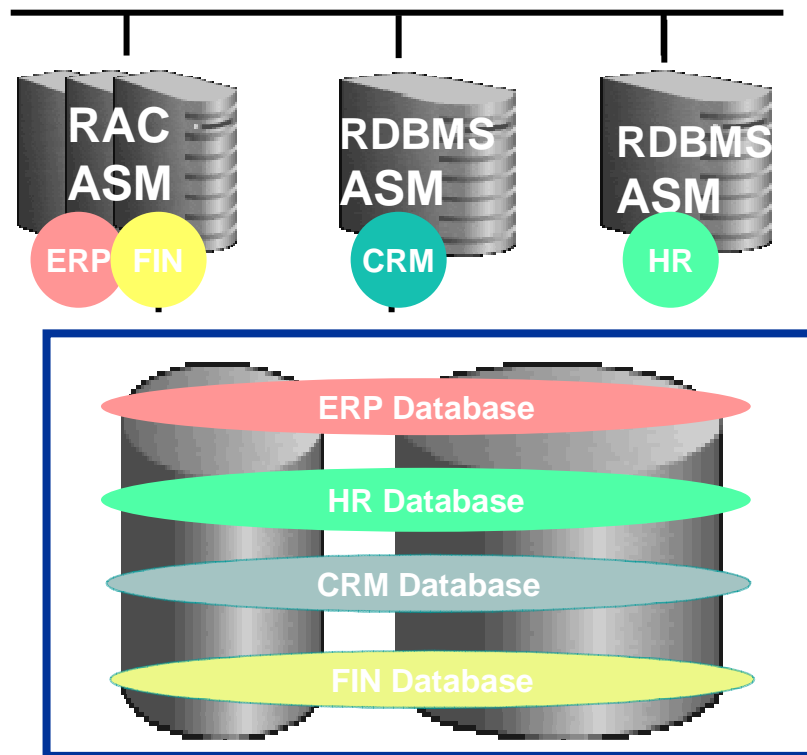 RAC
ASM
RDBMS
ASM
RDBMS
ASM
ERP
FIN
CRM
HR
ERP Database
HR Database
CRM Database
FIN Database